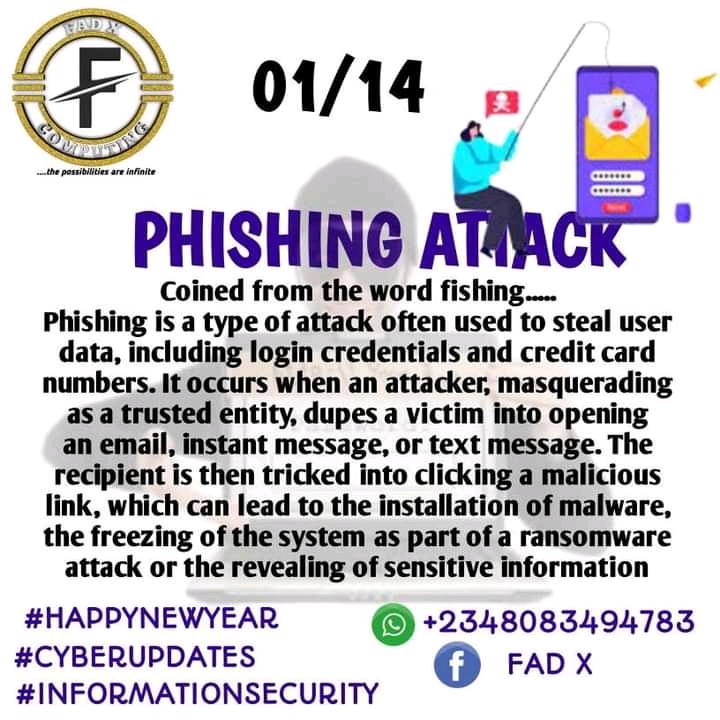 FAD X
F
COMPUTING
....the possibilities are infinite
01/14
PHISHING ATTACK
Coined from the word fishing.....
Phishing is a type of attack often used to steal user
data, including login credentials and credit card
numbers. It occurs when an attacker, masquerading
as a trusted entity, dupes a victim into opening
an email, instant message, or text message. The
recipient is then tricked into clicking a malicious
link, which can lead to the installation of malware,
the freezing of the system as part of a ransomware
attack or the revealing of sensitive information
#HAPPYNEWYEAR
+2348083494783
#CYBERUPDATES
FAD X
#INFORMATIONSECURITY